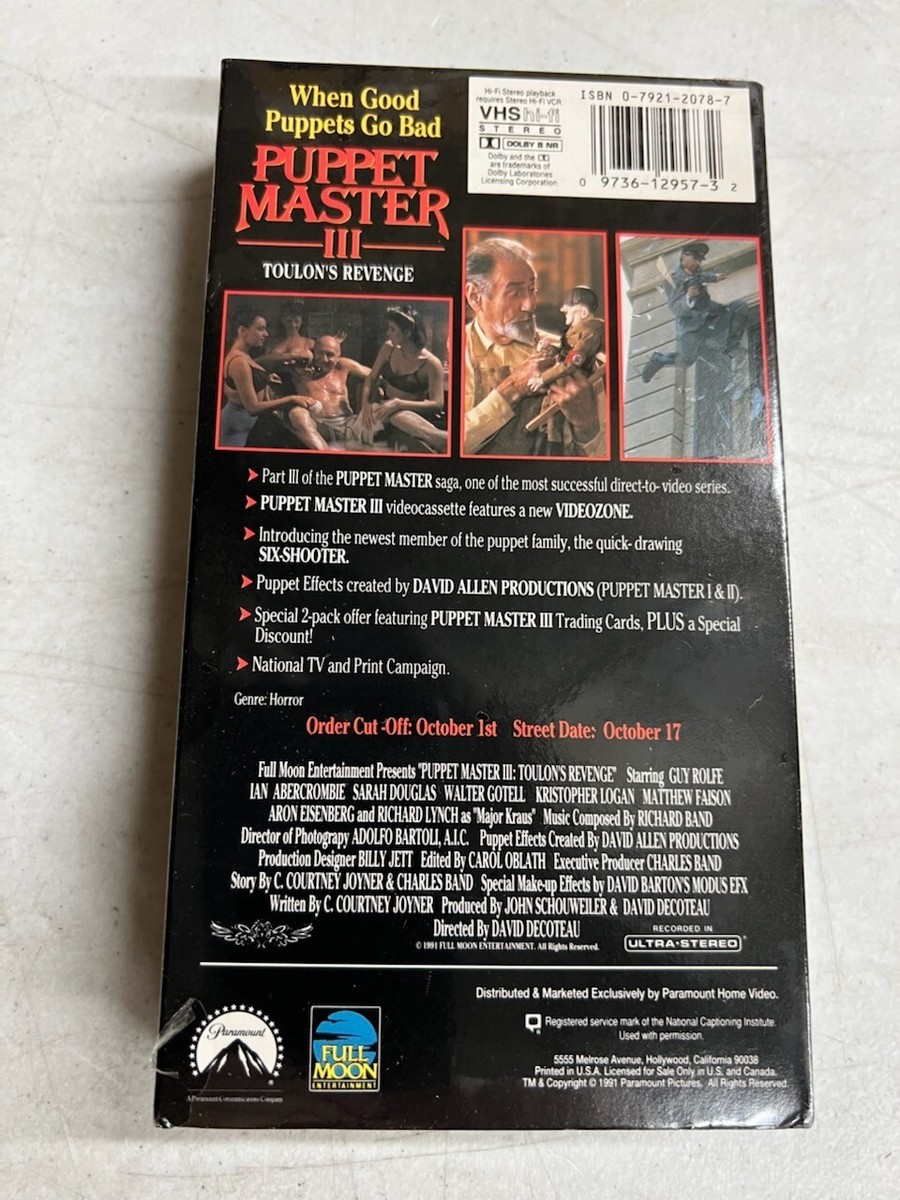 When Good
Puppets Go Bad
PUPPET
MASTER
III
TOULON'S REVENGE
Hi-Fi Stereo playback
requires Stereo Hi-Fi VCR
VHS hi-fi
STEREO
DOLBY B NR
Dolby and the
are trademarks of
Dolby Laboratories
Licensing Corporation
ISBN 0-7921-2078-7
0 9736-12957-3 2
Part III of the PUPPET MASTER saga, one of the most successful direct-to- video series.
PUPPET MASTER III videocassette features a new VIDEOZONE.
Introducing the newest member of the puppet family, the quick- drawing
SIX-SHOOTER.
Puppet Effects created by DAVID ALLEN PRODUCTIONS (PUPPET MASTER I & II).
Special 2-pack offer featuring PUPPET MASTER III Trading Cards, PLUS a Special
Discount!
National TV and Print Campaign.
Genre: Horror
Order Cut -Off: October 1st Street Date: October 17
Full Moon Entertainment Presents "PUPPET MASTER III: TOULON'S REVENGE" Starring GUY ROLFE
IAN ABERCROMBIE SARAH DOUGLAS WALTER GOTELL KRISTOPHER LOGAN MATTHEW FAISON
ARON EISENBERG and RICHARD LYNCH as "Major Kraus" Music Composed By RICHARD BAND
Director of Photograpy ADOLFO BARTOLI, A.I.C. Puppet Effects Created By DAVID ALLEN PRODUCTIONS
Production Designer BILLY JETT Edited By CAROL OBLATH Executive Producer CHARLES BAND
Story By C. COURTNEY JOYNER & CHARLES BAND Special Make-up Effects by DAVID BARTON'S MODUS EFX
Written By C. COURTNEY JOYNER Produced By JOHN SCHOUWEILER & DAVID DECOTEAU
Directed By DAVID DECOTEAU
© 1991 FULL MOON ENTERTAINMENT. All Rights Reserved.
RECORDED IN
ULTRA•STEREO
Distributed & Marketed Exclusively by Paramount Home Video.
Registered service mark of the National Captioning Institute.
Used with permission.
5555 Melrose Avenue, Hollywood, California 90038
Printed in U.S.A. Licensed for Sale Only in U.S. and Canada.
TM & Copyright © 1991 Paramount Pictures. All Rights Reserved.
Paramount
A Paramount Communications Company
FULL
MOON
ENTERTAINMENT